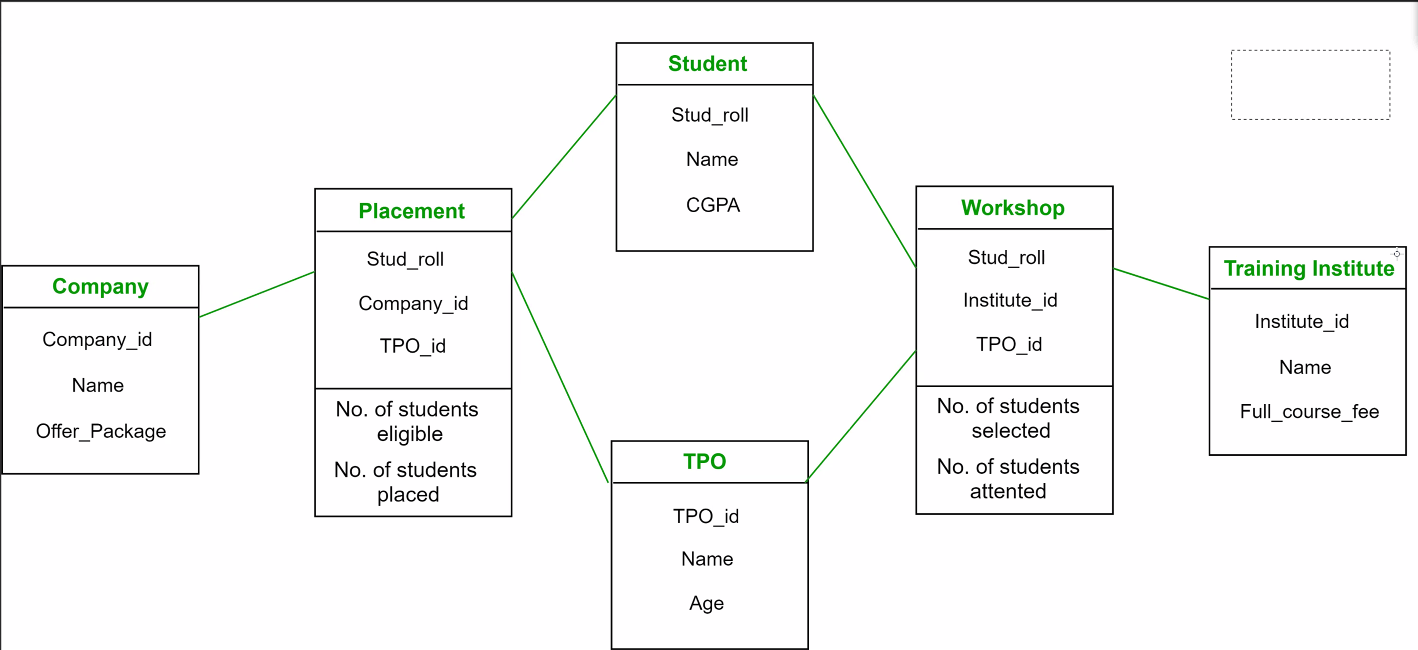 Student
Stud_roll
Name
CGPA
Placement
Stud_roll
Company_id
TPO_id
No. of students
eligible
No. of students
placed
Workshop
Stud_roll
Institute_id
TPO_id
No. of students
selected
No. of students
attented
Company
Company_id
Name
Offer_Package
Training Institute
Institute_id
Name
Full_course_fee
TPO
TPO_id
Name
Age